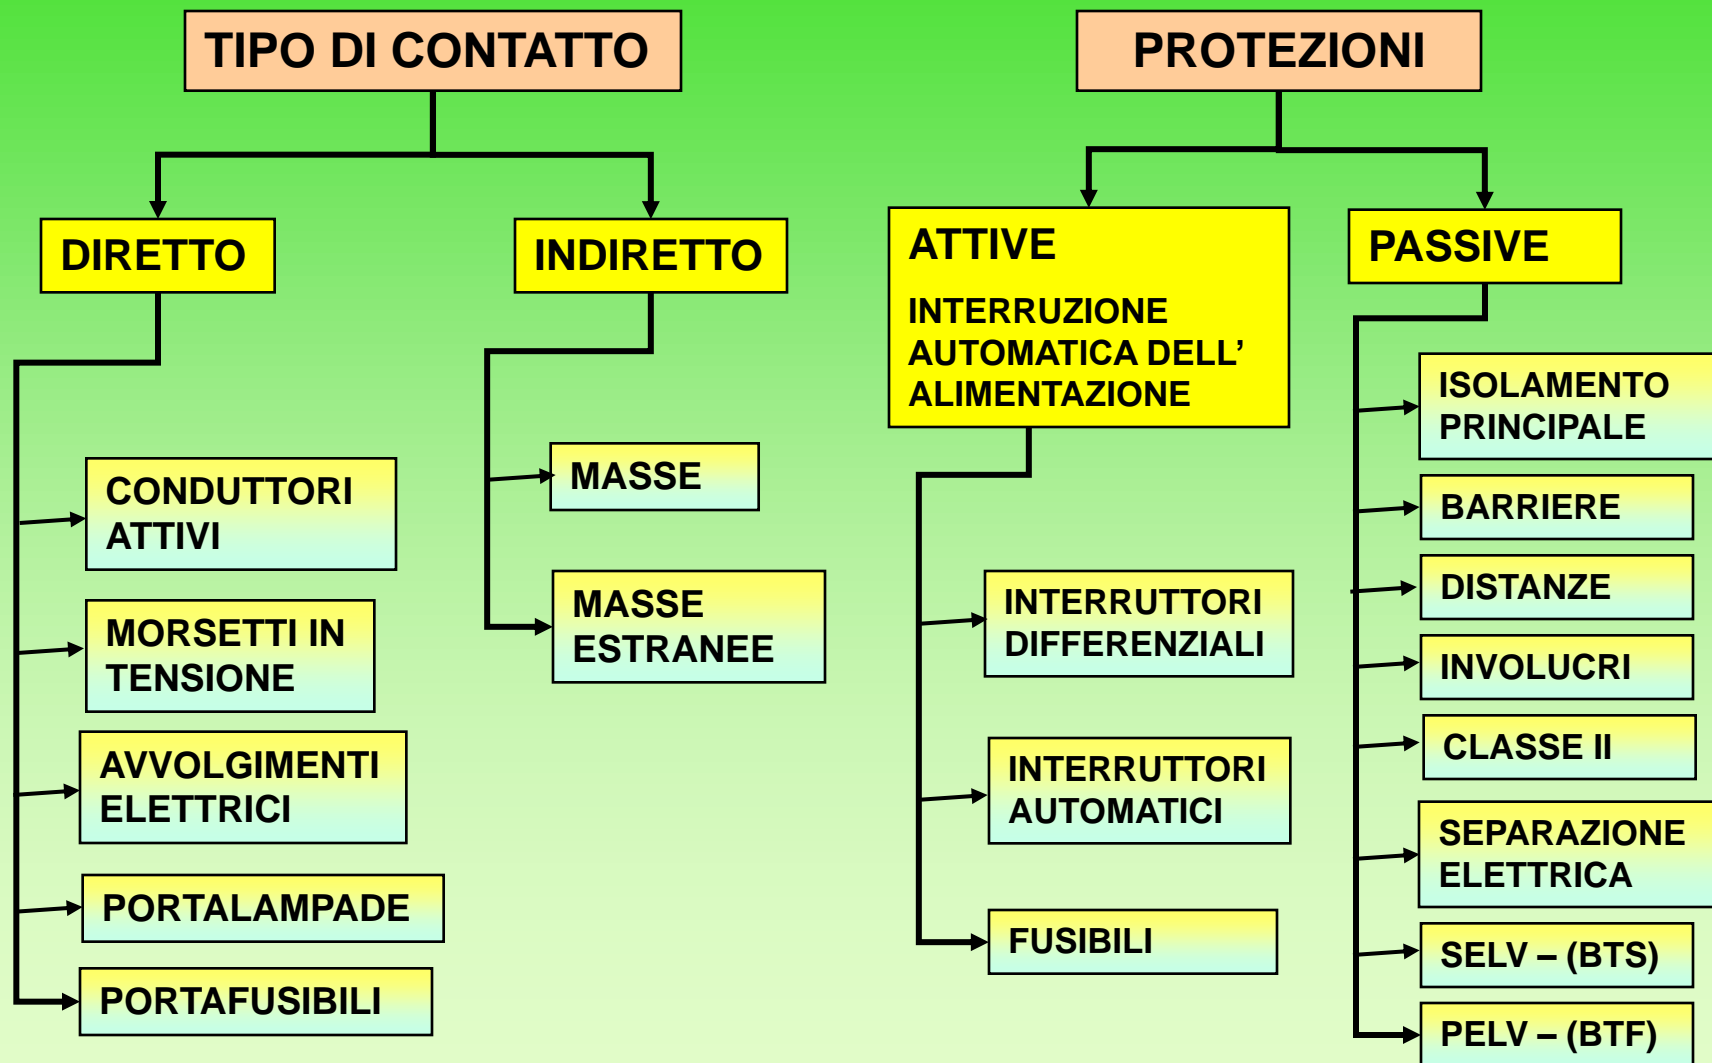 TIPO DI CONTATTO
DIRETTO
CONDUTTORI
ATTIVI
MORSETTI IN
TENSIONE
AVVOLGIMENTI
ELETTRICI
PORTALAMPADE
PORTAFUSIBILI
INDIRETTO
MASSE
MASSE
ESTRANEE
PROTEZIONI
ATTIVE
INTERRUZIONE
AUTOMATICA DELL’
ALIMENTAZIONE
INTERRUTTORI
DIFFERENZIALI
INTERRUTTORI
AUTOMATICI
FUSIBILI
PASSIVE
ISOLAMENTO
PRINCIPALE
BARRIERE
DISTANZE
INVOLUCRI
CLASSE II
SEPARAZIONE
ELETTRICA
SELV – (BTS)
PELV – (BTF)